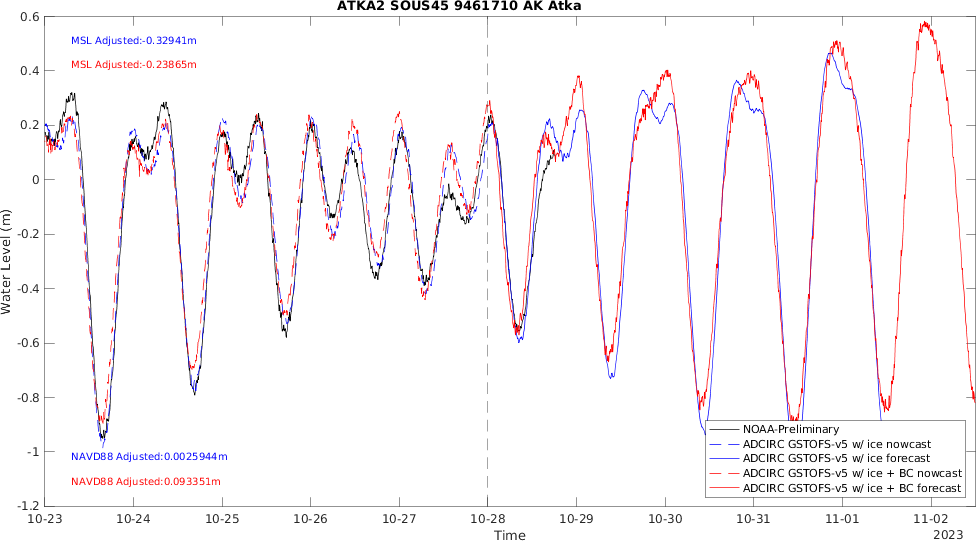 ATKA2 SOUS45 9461710 AK Atka
0.6
0.4
0.2
0
-0.2
-0.4
-0.6
-0.8
-1
-1.2
Water Level (m)
MSL Adjusted:-0.32941m
MSL Adjusted:-0.23865m
NAVD88 Adjusted:0.0025944m
NAVD88 Adjusted:0.093351m
NOAA-Preliminary
ADCIRC GSTOFS-v5 w/ ice nowcast
ADCIRC GSTOFS-v5 w/ ice forecast
ADCIRC GSTOFS-v5 w/ ice + BC nowcast
ADCIRC GSTOFS-v5 w/ ice + BC forecast
10-23 10-24 10-25 10-26 10-27 10-28 10-29 10-30 10-31 11-01 11-02
Time
2023